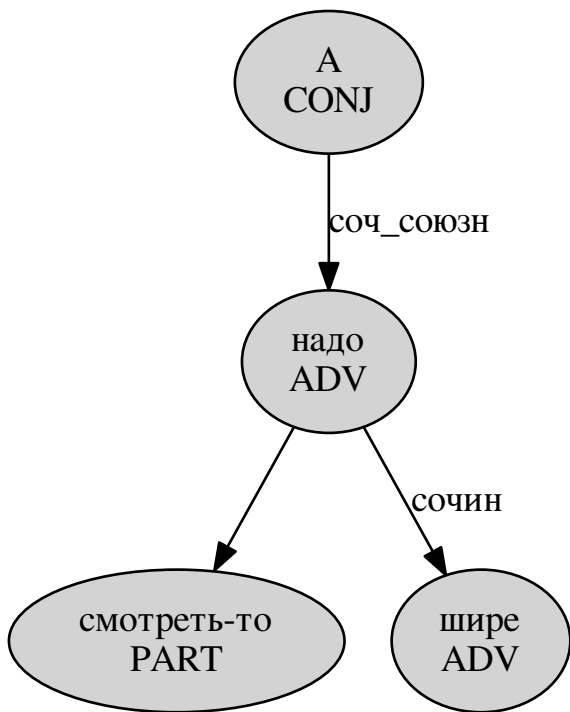 А
CONJ
соч_союзн
надо
ADV
сочин
смотреть-то
PART
шире
ADV